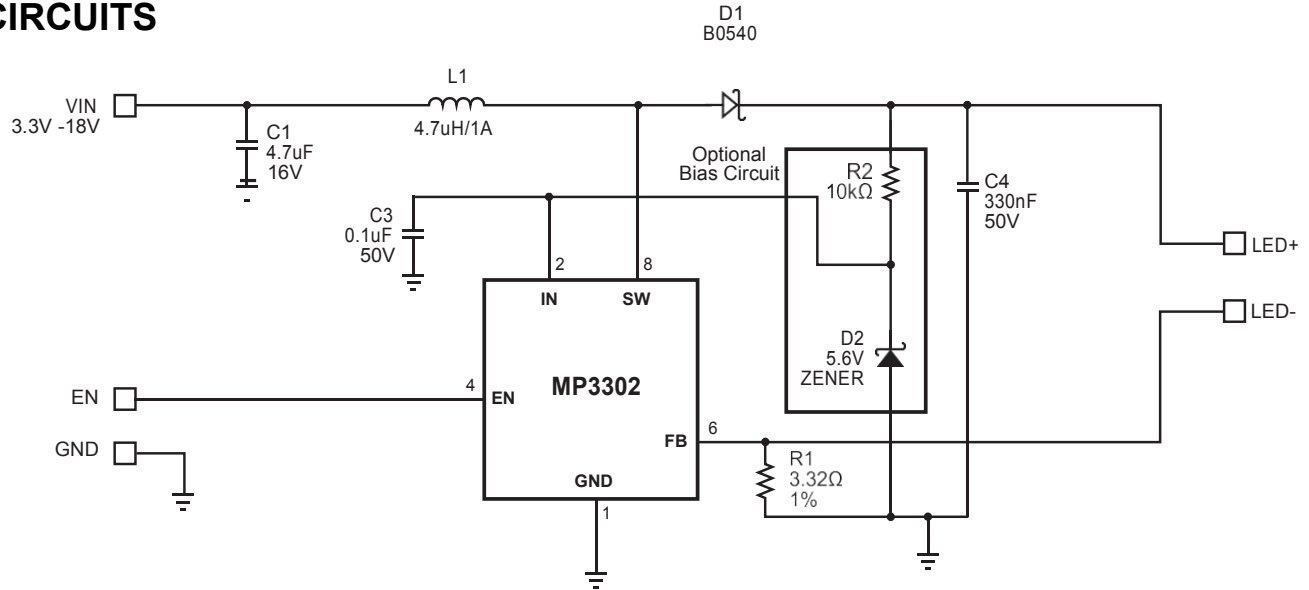 CIRCUITS
D1
B0540
L1
VIN
3.3V -18V
4.7uH/1A
C1
4.7uF
16V
Optional
Bias Circuit
R2
10kΩ
C4
330nF
50V
C3
0.1uF
50V
LED+
2
8
IN
SW
LED-
D2
5.6V
ZENER
MP3302
EN
4
EN
6
FB
GND
R1
3.32Ω
1%
GND
1